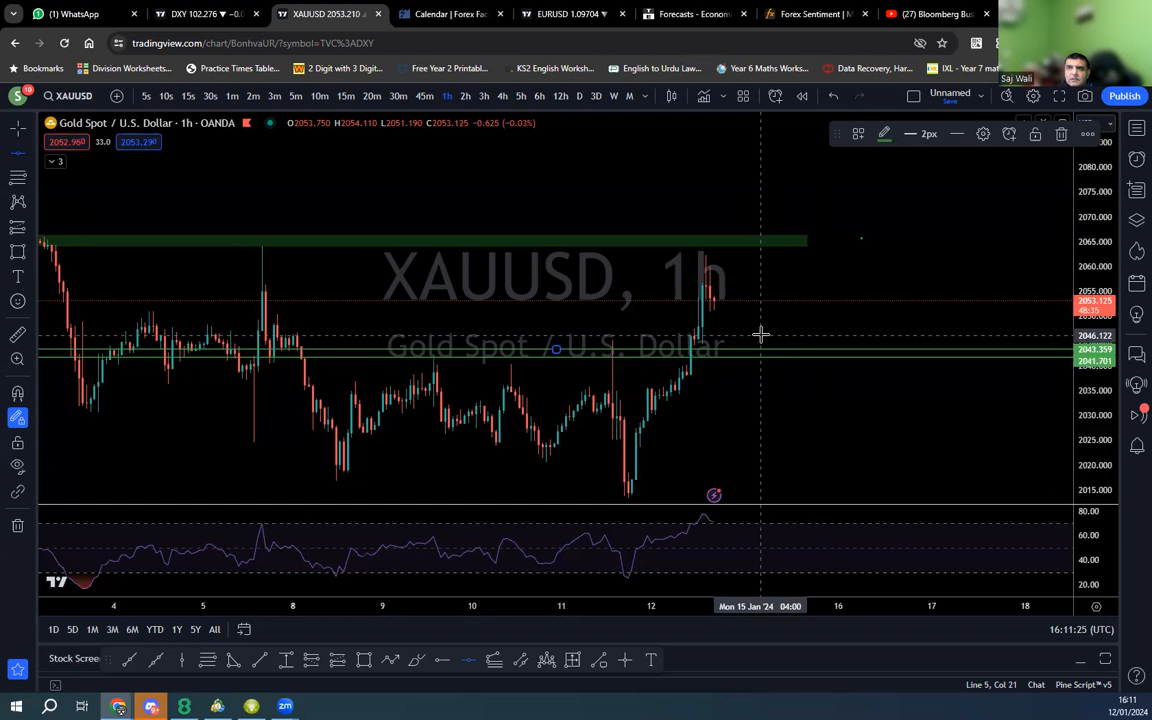 (1) WhatsApp
DXY 102.276 ▼ −0.0
XAUUSD 2053.210
Calendar | Forex Fac
EURUSD 1.09704 ▼
Forecasts - Econom
Forex Sentiment | M
(27) Bloomberg Bus
tradingview.com/chart/BonhvaUR/?symbol=TVC%3ADXY
Saj Wali
Bookmarks
Division Worksheets...
Practice Times Table...
2 Digit with 3 Digit...
Free Year 2 Printabl...
KS2 English Worksh...
English to Urdu Law...
Year 6 Maths Worksh...
Data Recovery, Har...
IXL - Year 7 mat
S 10
XAUUSD
5s 10s 15s 30s 1m 2m 3m 5m 10m 15m 20m 30m 45m 1h 2h 3h 4h 5h 6h 12h D 3D W M
Unnamed
Save
Publish
Gold Spot / U.S. Dollar · 1h · OANDA
O2053.750 H2054.110 L2051.190 C2053.125 −0.625 (−0.03%)
2052.960 33.0 2053.290
3
2px
2080.000
2075.000
2070.000
2065.000
2060.000
2055.000
2053.125
48:35
2046.122
2043.359
2041.701
2035.000
2030.000
2025.000
2020.000
2015.000
XAUUSD, 1h
Gold Spot / U.S. Dollar
80.00
60.00
40.00
20.00
4 5 8 9 10 11 12 Mon 15 Jan '24 04:00 16 17 18
1D 5D 1M 3M 6M YTD 1Y 5Y All
16:11:25 (UTC)
Stock Screener
Line 5, Col 21 Chat Pine Script™ v5
zm
16:11
12/01/2024